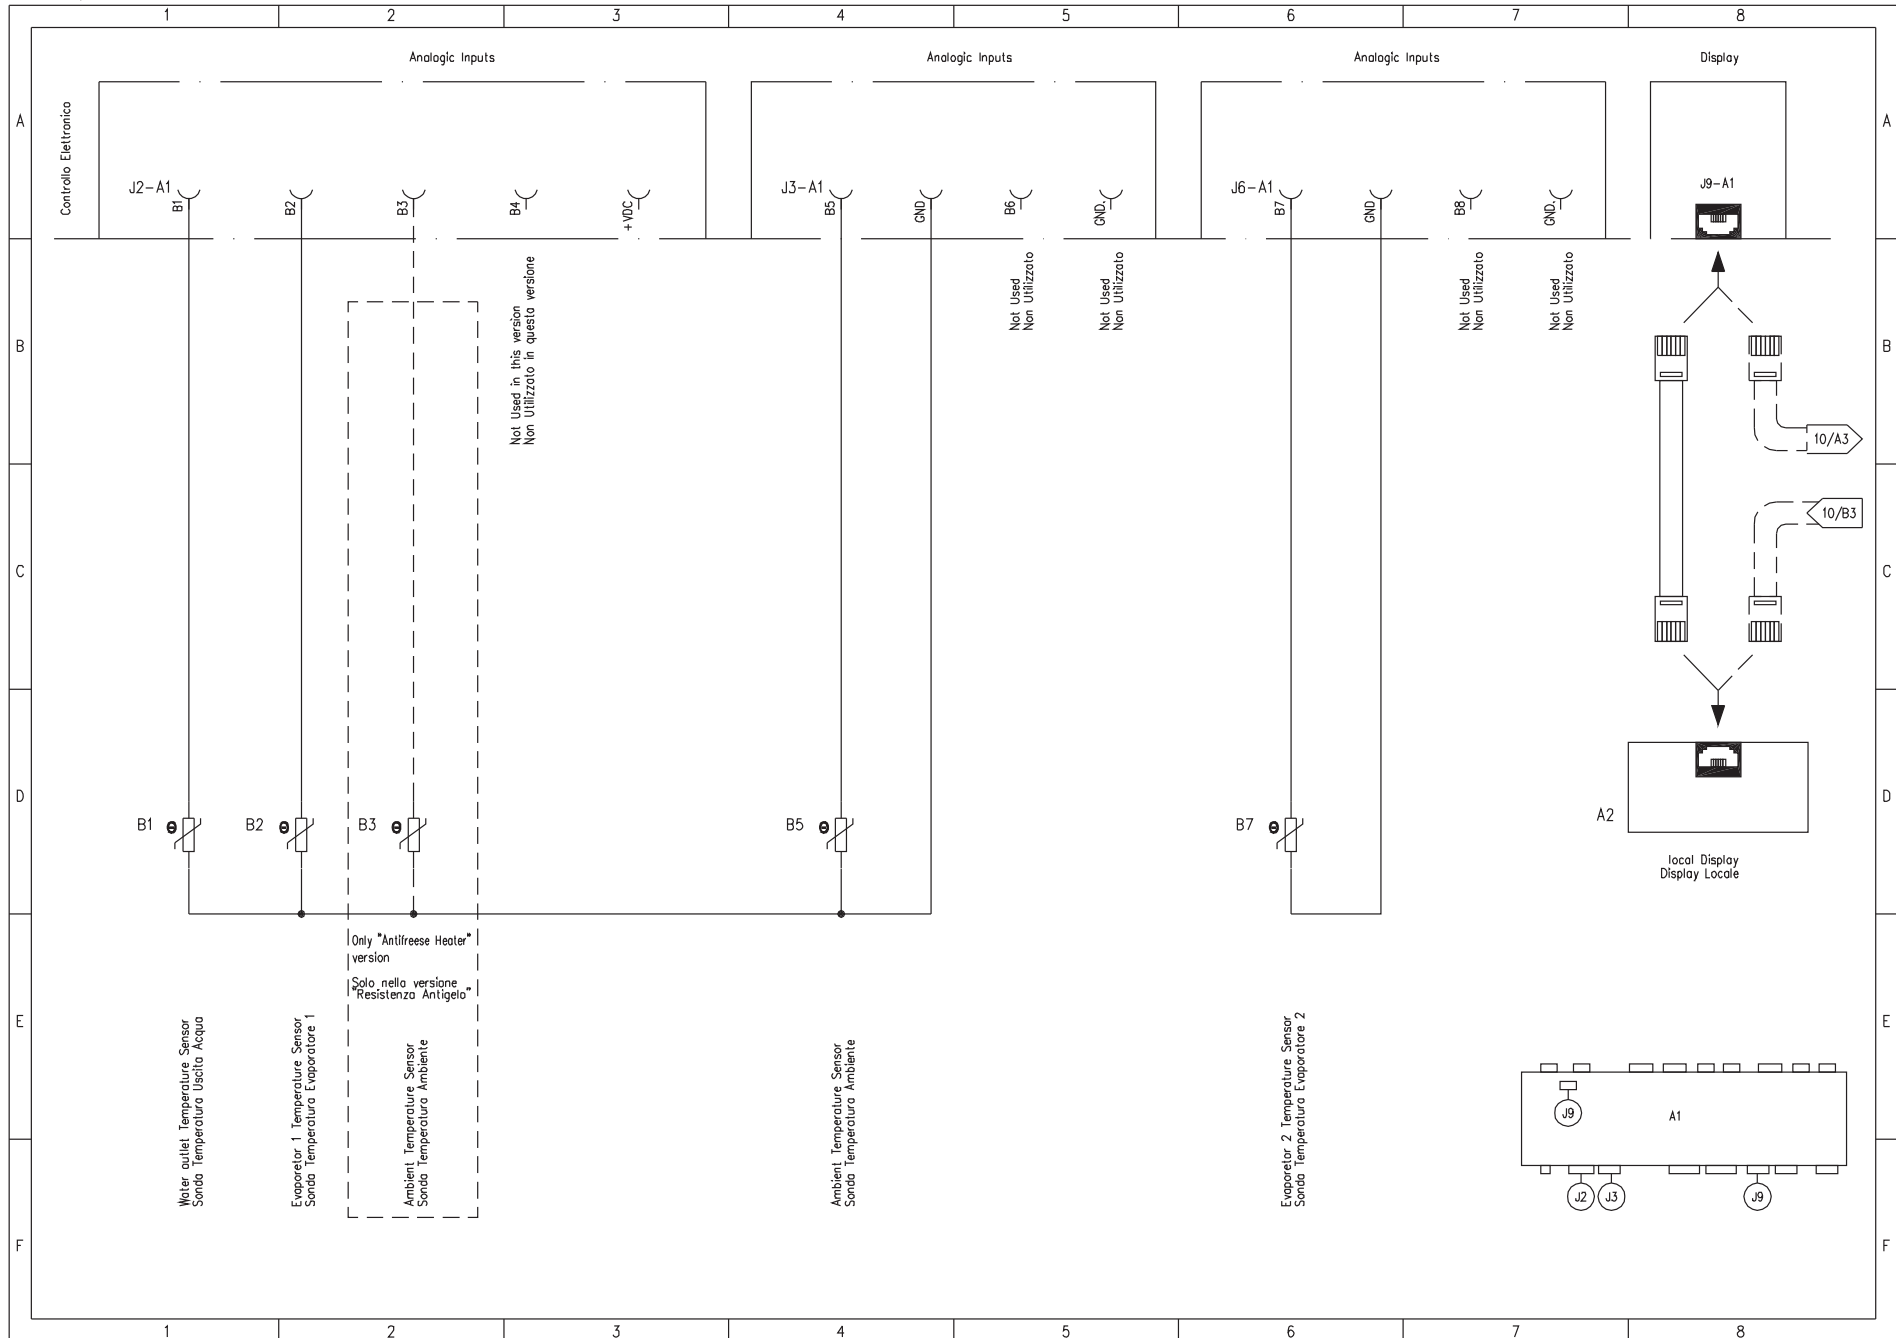 1 2 3 4 5 6 7 8
Analogic Inputs
Analogic Inputs
Analogic Inputs
Display
A
A
Controllo Elettronico
J2-A1
B1
B2
B3
B4
+VDC
J3-A1
B5
GND
B6
GND.
J6-A1
B7
GND
B8
GND.
J9-A1
B
B
Not Used in this version
Non Utilizzato in questa versione
Not Used
Non Utilizzato
Not Used
Non Utilizzato
Not Used
Non Utilizzato
Not Used
Non Utilizzato
10/A3
10/B3
C
C
D
D
B1 θ
B2 θ
B3 θ
B5 θ
B7 θ
A2
local Display
Display Locale
Only "Antifreese Heater"
version
Solo nella versione
"Resistenza Antigelo"
E
E
Water outlet Temperature Sensor
Sonda Temperatura Uscita Acqua
Evaporetor 1 Temperature Sensor
Sonda Temperatura Evaporatore 1
Ambient Temperature Sensor
Sonda Temperatura Ambiente
Ambient Temperature Sensor
Sonda Temperatura Ambiente
Evaporetor 2 Temperature Sensor
Sonda Temperatura Evaporatore 2
J9
A1
J2
J3
J9
F
F
1 2 3 4 5 6 7 8